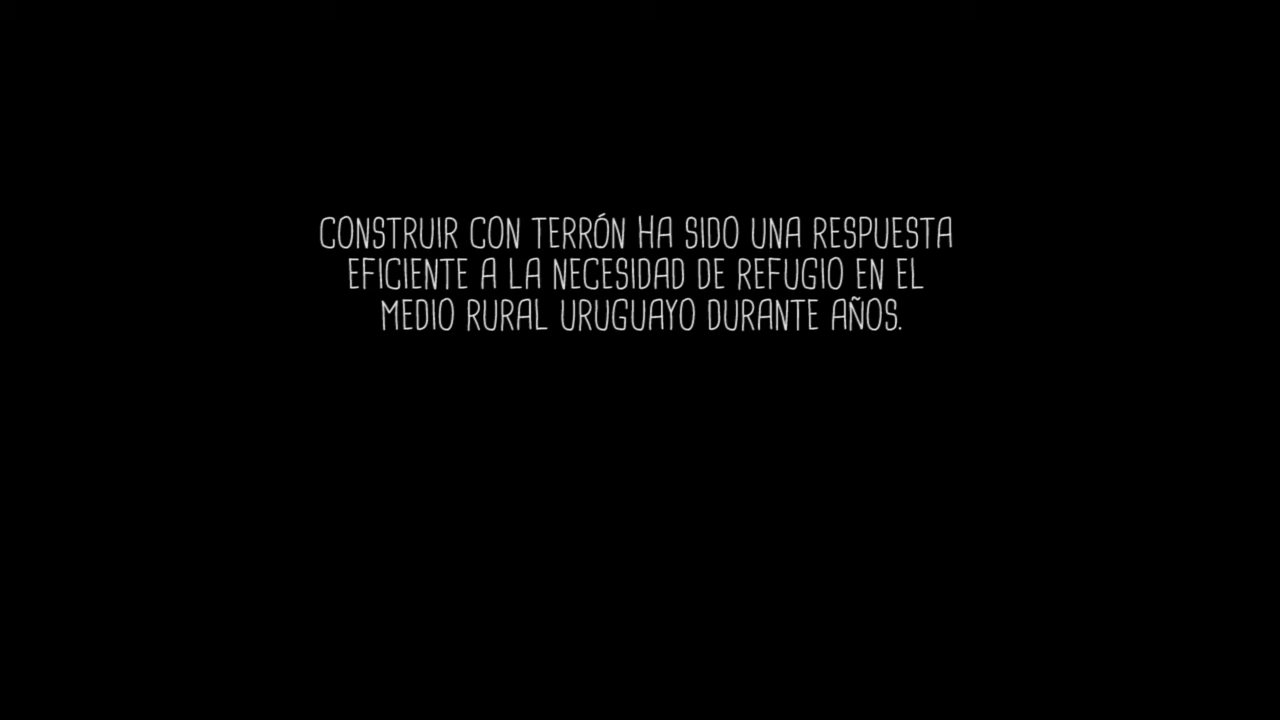 CONSTRUIR CON TERRÓN HA SIDO UNA RESPUESTA
EFICIENTE A LA NECESIDAD DE REFUGIO EN EL
MEDIO RURAL URUGUAYO DURANTE AÑOS.